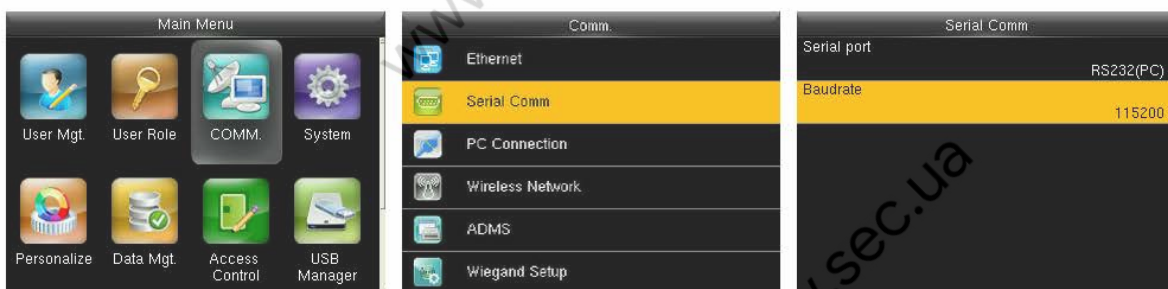 Main Menu
User Mgt.
User Role
COMM.
System
Personalize
Data Mgt.
Access
Control
USB
Manager
Comm.
Ethernet
Serial Comm
PC Connection
Wireless Network
ADMS
Wiegand Setup
Serial Comm
Serial port
RS232(PC)
Baudrate
115200
www
.sec.ua